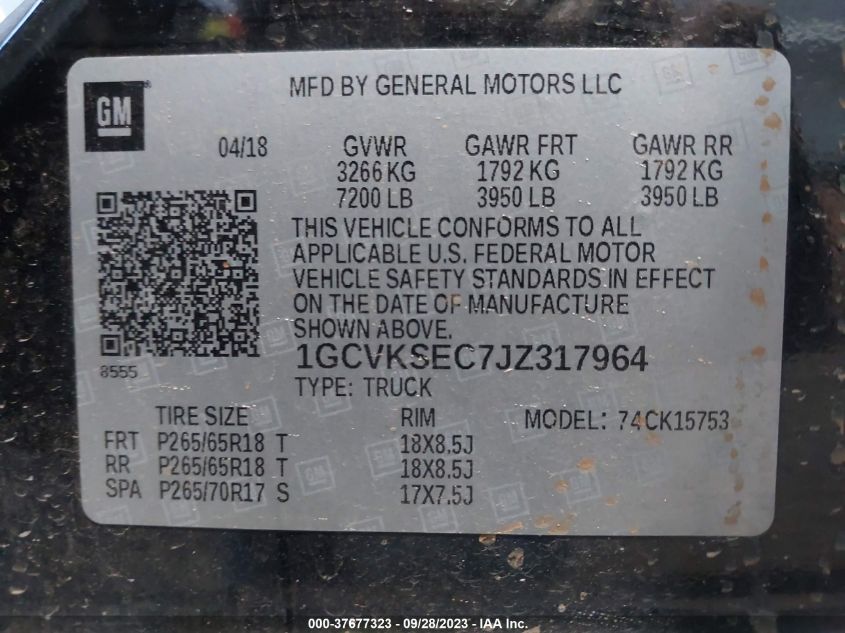 GM
MFD BY GENERAL MOTORS LLC
04/18 GVWR GAWR FRT GAWR RR
3266 KG 1792 KG 1792 KG
7200 LB 3950 LB 3950 LB
THIS VEHICLE CONFORMS TO ALL
APPLICABLE U.S. FEDERAL MOTOR
VEHICLE SAFETY STANDARDS IN EFFECT
ON THE DATE OF MANUFACTURE
SHOWN ABOVE.
8555
1GCVKSEC7JZ317964
TYPE: TRUCK
TIRE SIZE RIM MODEL: 74CK15753
FRT P265/65R18 T 18X8.5J
RR P265/65R18 T 18X8.5J
SPA P265/70R17 S 17X7.5J
000-37677323 - 09/28/2023 - IAA Inc.